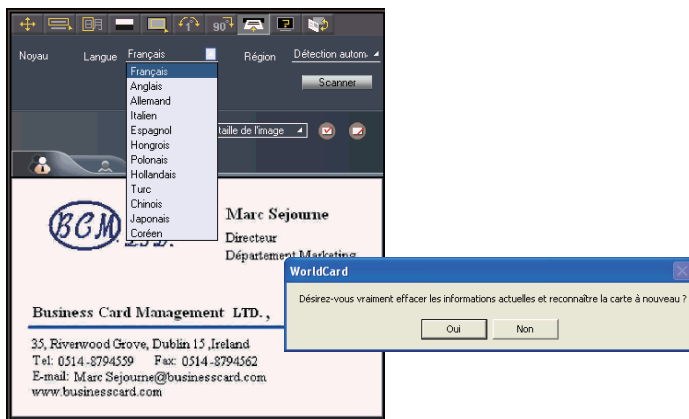 90°
Noyau Langue Français Région Détection autom.
Français
Anglais
Allemand
Italien
Espagnol
Hongrois
Polonais
Hollandais
Turc
Chinois
Japonais
Coréen
Scanner
taille de l'image
BCM
LTD.
Marc Sejourne
Directeur
Département Marketing
Business Card Management LTD.,
35, Riverwood Grove, Dublin 15 ,Ireland
Tel: 0514-8794559 Fax: 0514-8794562
E-mail: Marc Sejourne@businesscard.com
www.businesscard.com
WorldCard
Désirez-vous vraiment effacer les informations actuelles et reconnaître la carte à nouveau ?
Oui Non